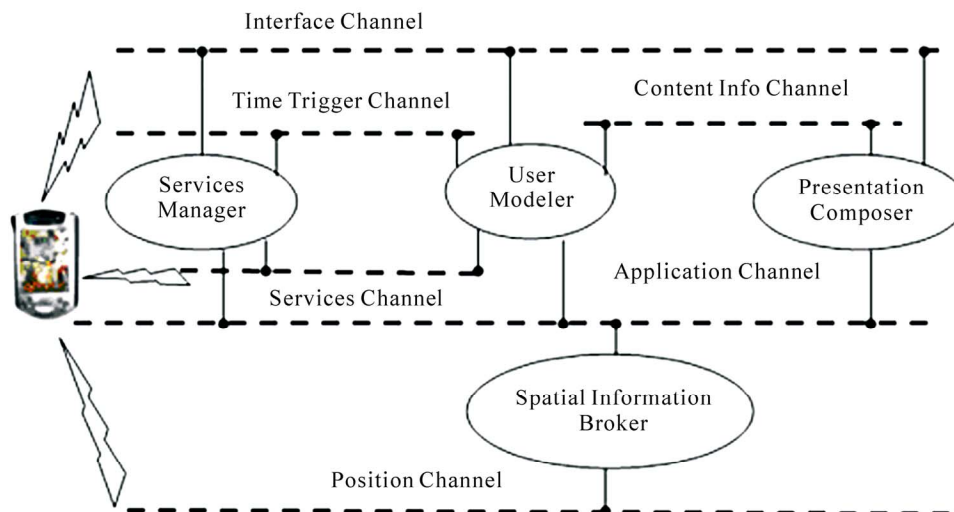 Interface Channel
Time Trigger Channel
Content Info Channel
Services
Manager
User
Modeler
Presentation
Composer
Application Channel
Services Channel
Spatial Information
Broker
Position Channel